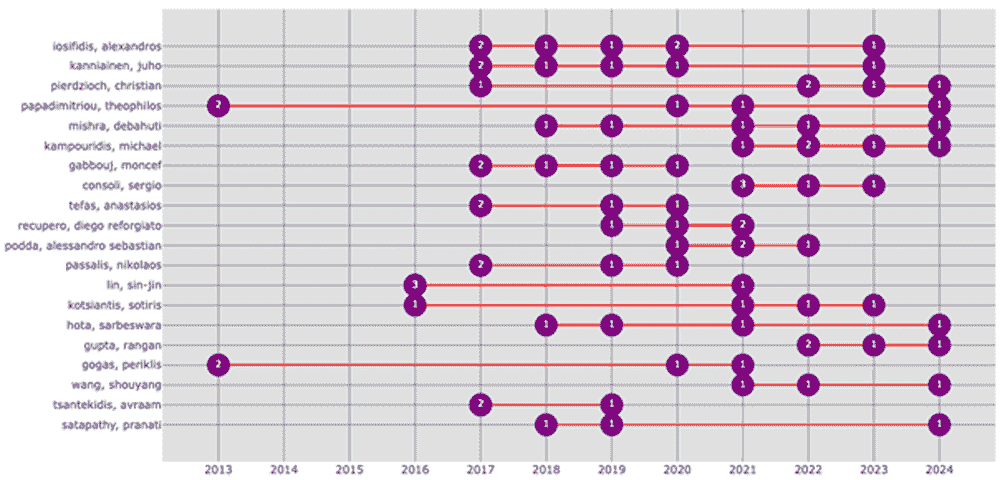 iosifidis, alexandros 2 1 1 2 1
kanniainen, juho 2 1 1 1 1
pierdzioch, christian 1 2 1 1
papadimitriou, theophilos 2 1 1 1
mishra, debahuti 1 1 1 1 1
kampouridis, michael 1 2 1 1
gabbouj, moncef 2 1 1 1
consoli, sergio 3 1 1
tefas, anastasios 2 1 1
recupero, diego reforgiato 1 1 2
podda, alessandro sebastian 1 2 1
passalis, nikolaos 2 1 1
lin, sin-jin 3 1
kotsiantis, sotiris 1 1 1 1
hota, sarbeswara 1 1 1 1
gupta, rangan 2 1 1
gogas, periklis 2 1 1
wang, shouyang 1 1 1
tsantekidis, avraam 2 1
satapathy, pranati 1 1 1
2013 2014 2015 2016 2017 2018 2019 2020 2021 2022 2023 2024